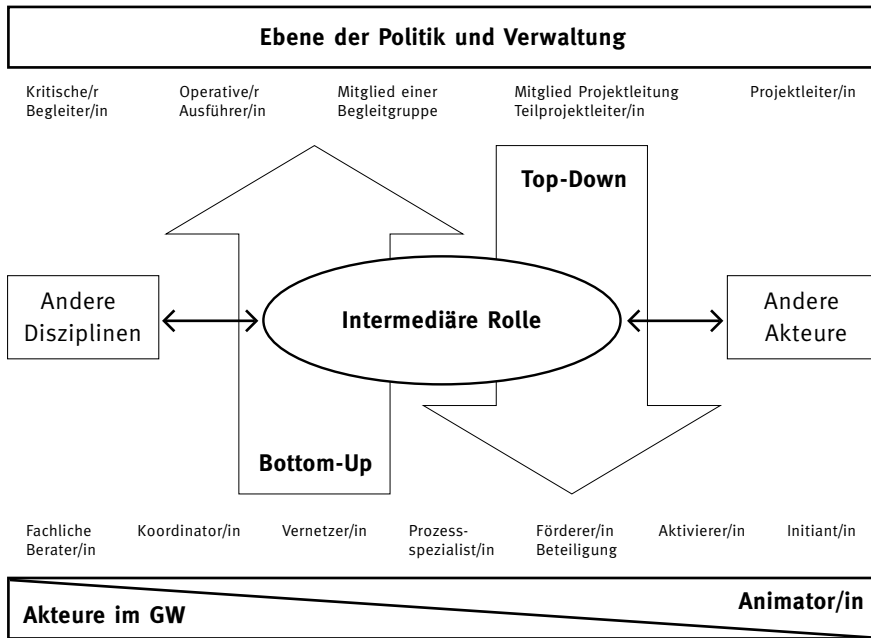 Ebene der Politik und Verwaltung
Kritische/r
Begleiter/in
Operative/r
Ausführer/in
Mitglied einer
Begleitgruppe
Mitglied Projektleitung
Teilprojektleiter/in
Projektleiter/in
Top-Down
Andere
Disziplinen
Intermediäre Rolle
Andere
Akteure
Bottom-Up
Fachliche
Berater/in
Koordinator/in
Vernetzer/in
Prozess-
spezialist/in
Förderer/in
Beteiligung
Aktivierer/in
Initiant/in
Akteure im GW
Animator/in